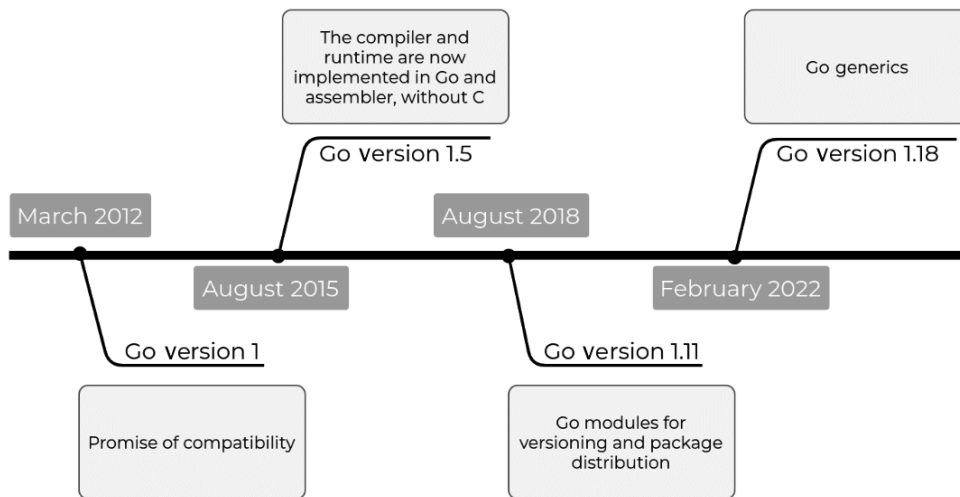 The compiler and
runtime are now
implemented in Go and
assembler, without C
Go generics
Go version 1.5
Go version 1.18
March 2012
August 2018
August 2015
February 2022
Go version 1
Go version 1.11
Promise of compatibility
Go modules for
versioning and package
distribution